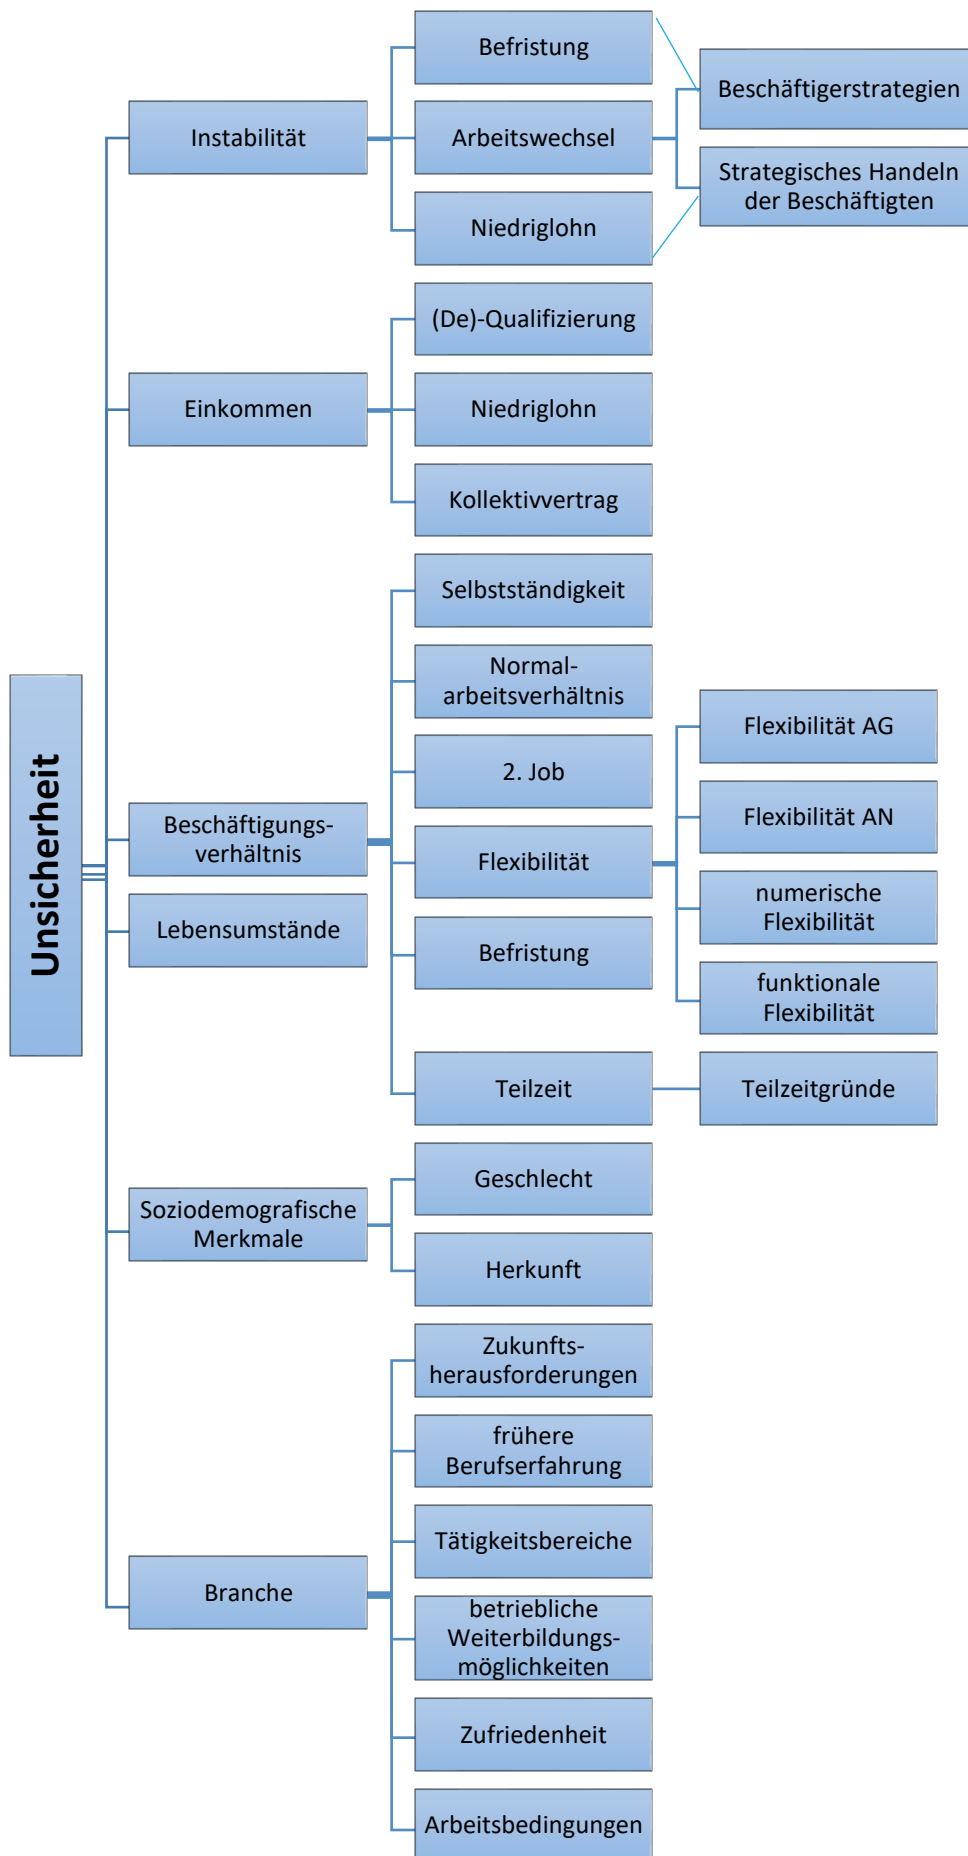 Unsicherheit
Instabilität
Befristung
Arbeitswechsel
Beschäftigerstrategien
Strategisches Handeln
der Beschäftigten
Niedriglohn
Einkommen
(De)-Qualifizierung
Niedriglohn
Kollektivvertrag
Beschäftigungs-
verhältnis
Selbstständigkeit
Normal-
arbeitsverhältnis
2. Job
Flexibilität
Flexibilität AG
Flexibilität AN
numerische
Flexibilität
funktionale
Flexibilität
Befristung
Teilzeit
Teilzeitgründe
Lebensumstände
Soziodemografische
Merkmale
Geschlecht
Herkunft
Branche
Zukunfts-
herausforderungen
frühere
Berufserfahrung
Tätigkeitsbereiche
betriebliche
Weiterbildungs-
möglichkeiten
Zufriedenheit
Arbeitsbedingungen